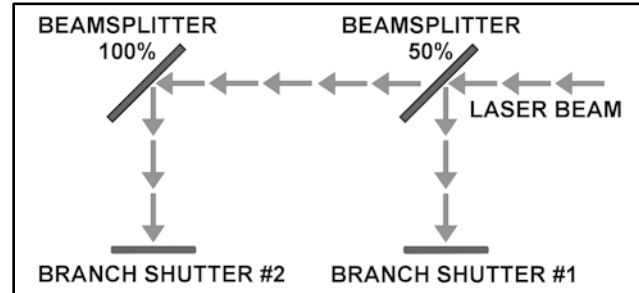 BEAMSPLITTER
100%
BEAMSPLITTER
50%
LASER BEAM
BRANCH SHUTTER #2
BRANCH SHUTTER #1